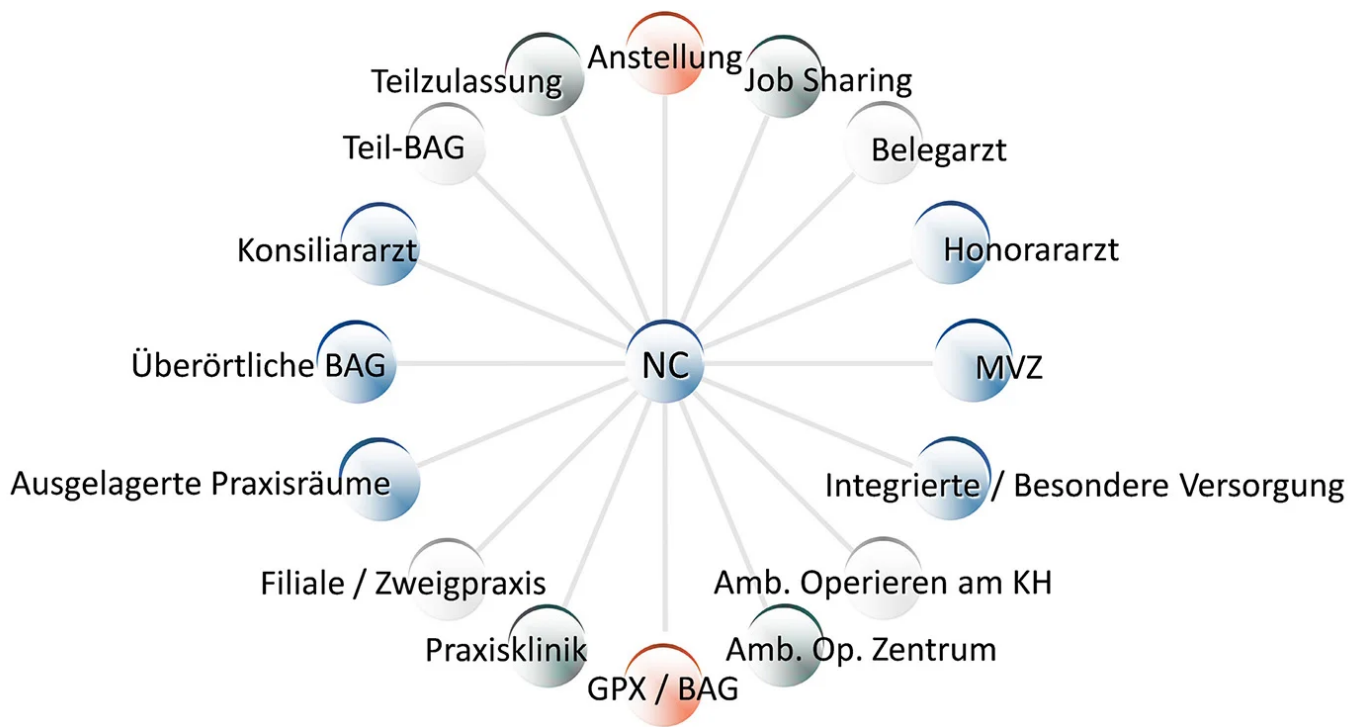 Anstellung
Teilzulassung
Job Sharing
Teil-BAG
Belegarzt
Konsiliararzt
Honorararzt
Überörtliche BAG
NC
MVZ
Ausgelagerte Praxisräume
Integrierte / Besondere Versorgung
Filiale / Zweigpraxis
Amb. Operieren am KH
Praxisklinik
Amb. Op. Zentrum
GPX / BAG